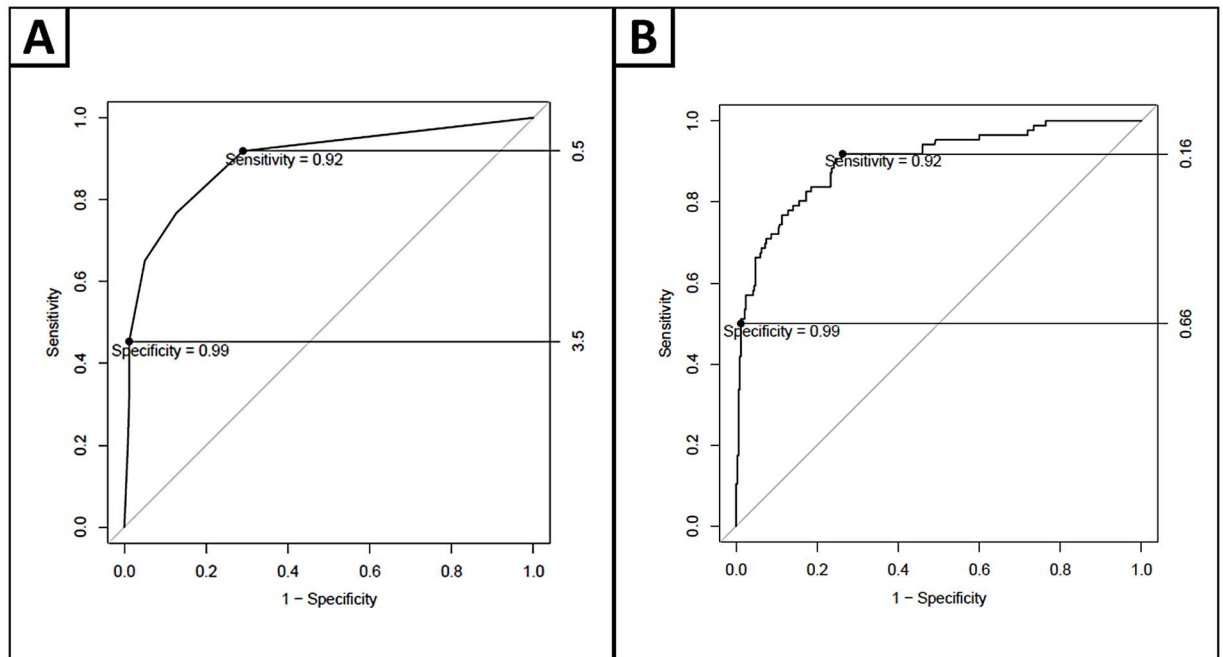 A
1.0
0.8
0.6
0.4
0.2
0.0
Sensitivity
Sensitivity = 0.92
0.5
Specificity = 0.99
3.5
0.0 0.2 0.4 0.6 0.8 1.0
1 − Specificity
B
1.0
0.8
0.6
0.4
0.2
0.0
Sensitivity
Sensitivity = 0.92
0.16
Specificity = 0.99
0.66
0.0 0.2 0.4 0.6 0.8 1.0
1 − Specificity